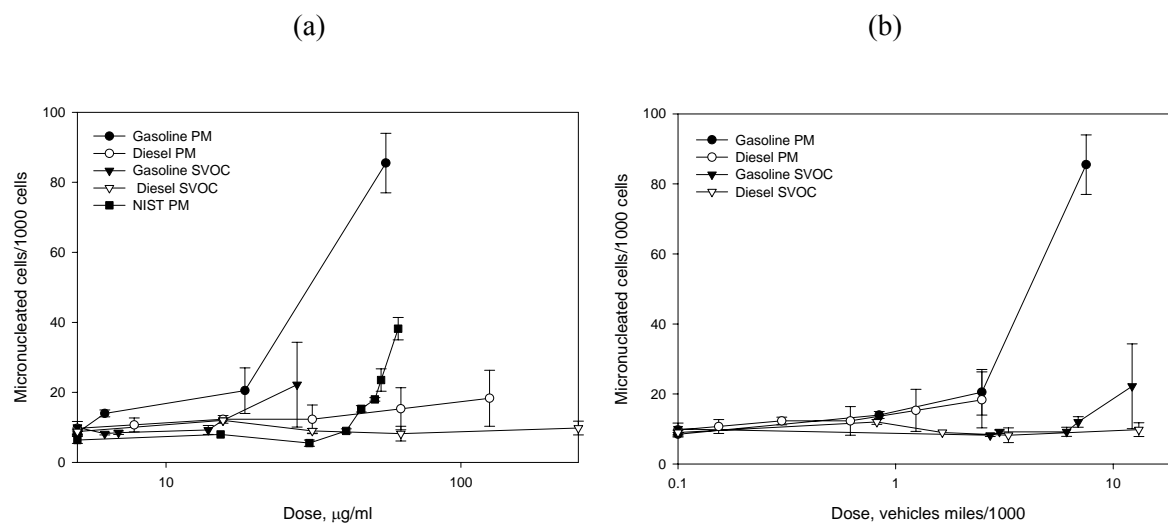 (a)
100
80
60
40
20
0
Micronucleated cells/1000 cells
Gasoline PM
Diesel PM
Gasoline SVOC
Diesel SVOC
NIST PM
10 100
Dose, μg/ml
(b)
100
80
60
40
20
0
Micronucleated cells/1000 cells
Gasoline PM
Diesel PM
Gasoline SVOC
Diesel SVOC
0.1 1 10
Dose, vehicles miles/1000